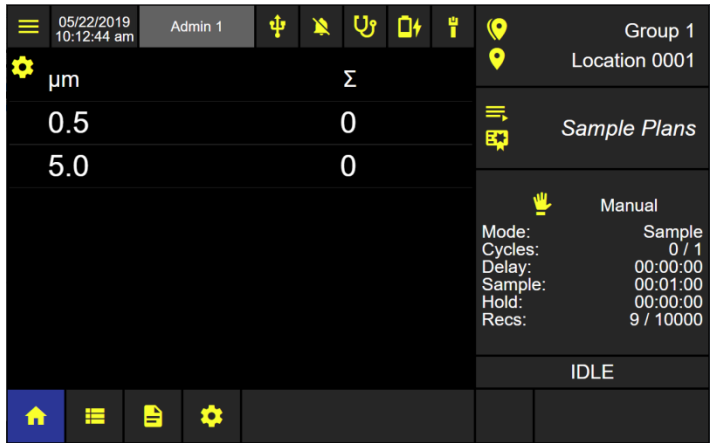 05/22/2019
10:12:44 am
Admin 1
Group 1
Location 0001
µm Σ
0.5 0
5.0 0
Sample Plans
Manual
Mode: Sample
Cycles: 0 / 1
Delay: 00:00:00
Sample: 00:01:00
Hold: 00:00:00
Recs: 9 / 10000
IDLE